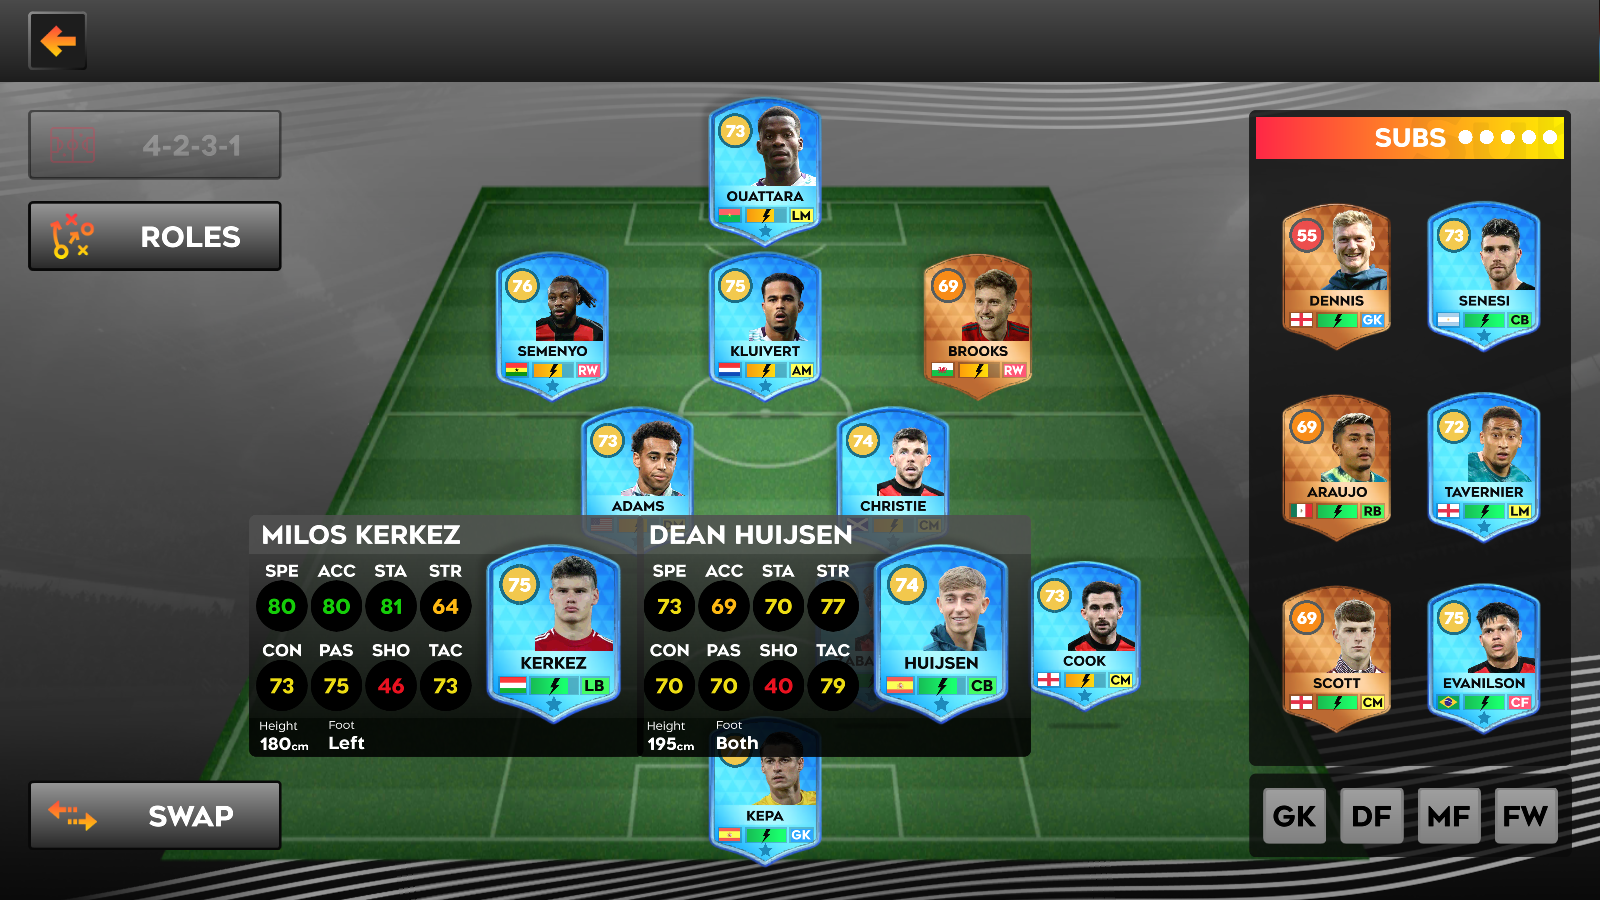 4-2-3-1
ROLES
SWAP
73
OUATTARA
LM
76
SEMENYO
RW
75
KLUIVERT
AM
69
BROOKS
RW
73
ADAMS
74
CHRISTIE
CM
MILOS KERKEZ
SPE ACC STA STR
80 80 81 64
CON PAS SHO TAC
73 75 46 73
Height Foot
180cm Left
75
KERKEZ
LB
DEAN HUIJSEN
SPE ACC STA STR
73 69 70 77
CON PAS SHO TAC
70 70 40 79
Height Foot
195cm Both
74
HUIJSEN
CB
73
COOK
CM
KEPA
GK
SUBS
55
DENNIS
GK
73
SENESI
CB
69
ARAUJO
RB
72
TAVERNIER
LM
69
SCOTT
CM
75
EVANILSON
CF
GK DF MF FW